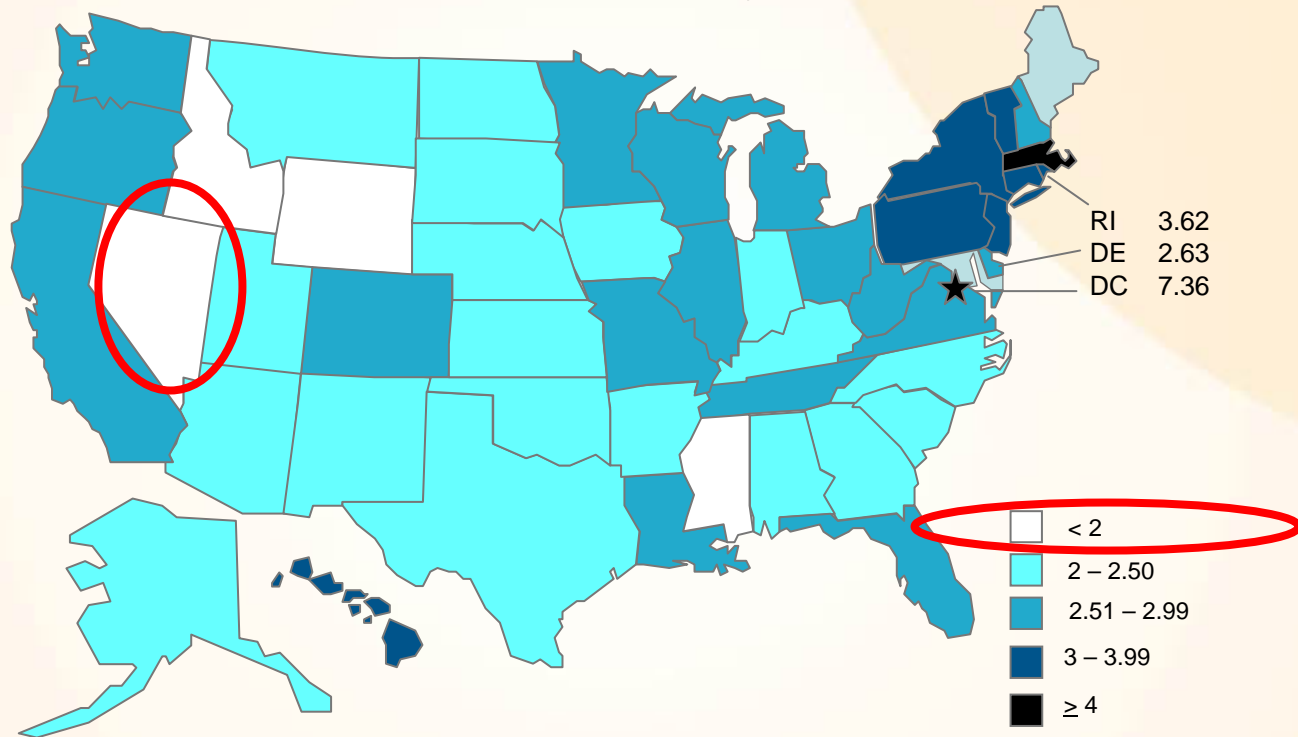 RI 3.62
DE 2.63
DC 7.36
< 2
2 – 2.50
2.51 – 2.99
3 – 3.99
≥ 4